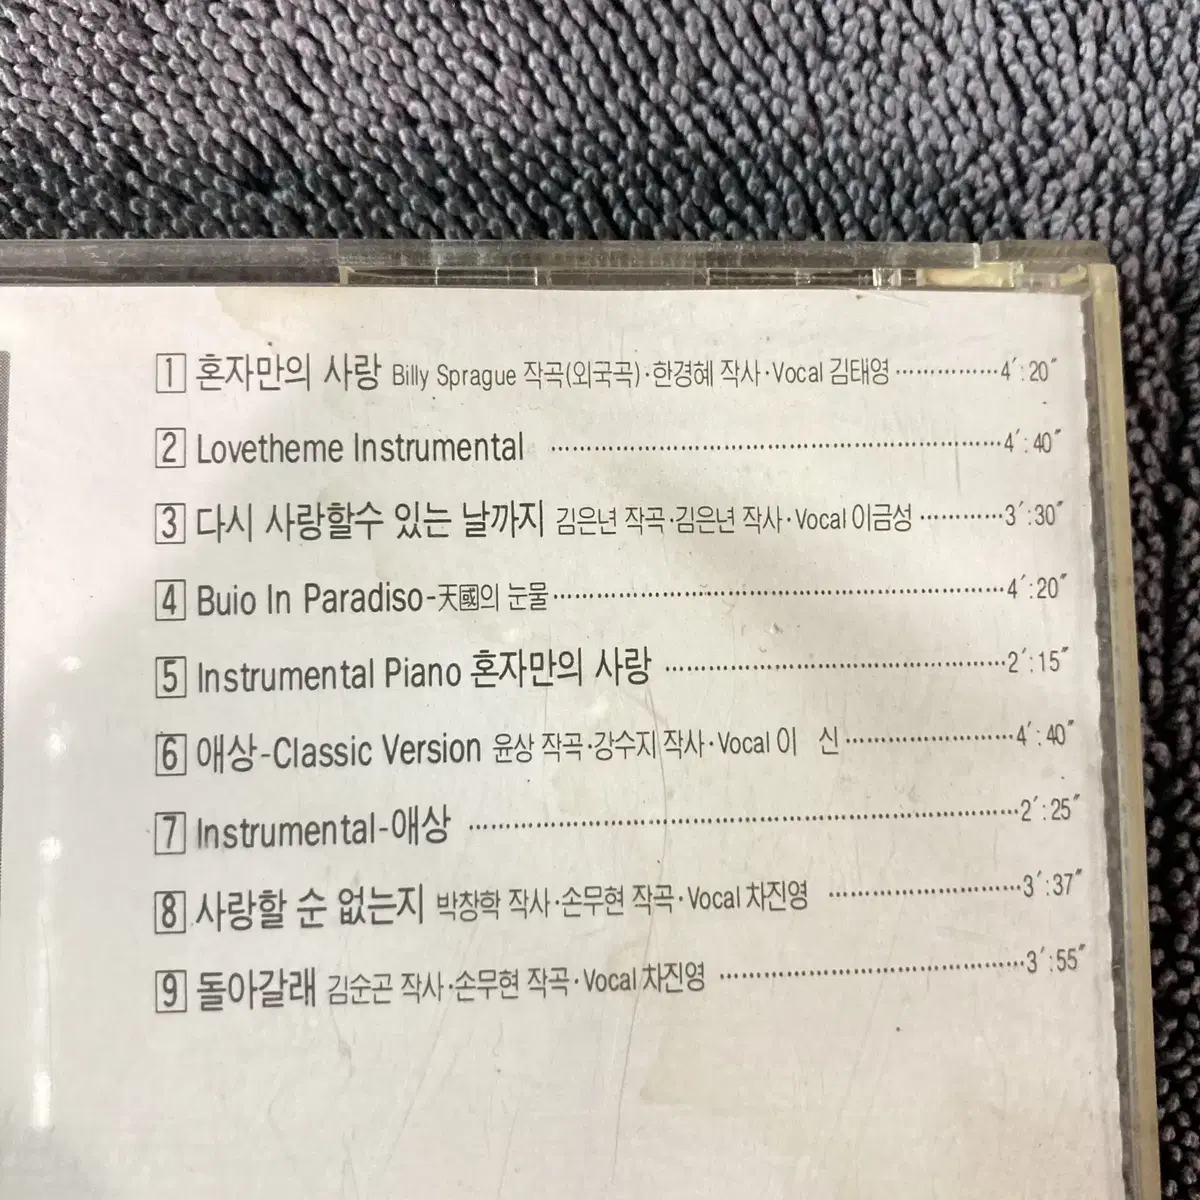 1 혼자만의 사랑 Billy Sprague 작곡(외국곡)·한경혜 작사·Vocal 김태영 ……………4′:20″
2 Lovetheme Instrumental ……………4′:40″
3 다시 사랑할수 있는 날까지 김은년 작곡·김은년 작사·Vocal 이금성 …………3′:30″
4 Buio In Paradiso-天國의 눈물……………4′:20″
5 Instrumental Piano 혼자만의 사랑 ……………2′:15″
6 애상-Classic Version 윤상 작곡·강수지 작사·Vocal 이 신……………4′:40″
7 Instrumental-애상 ……………2′:25″
8 사랑할 순 없는지 박창학 작사·손무현 작곡·Vocal 차진영 ……………3′:37″
9 돌아갈래 김순곤 작사·손무현 작곡·Vocal 차진영 ……………3′:55″